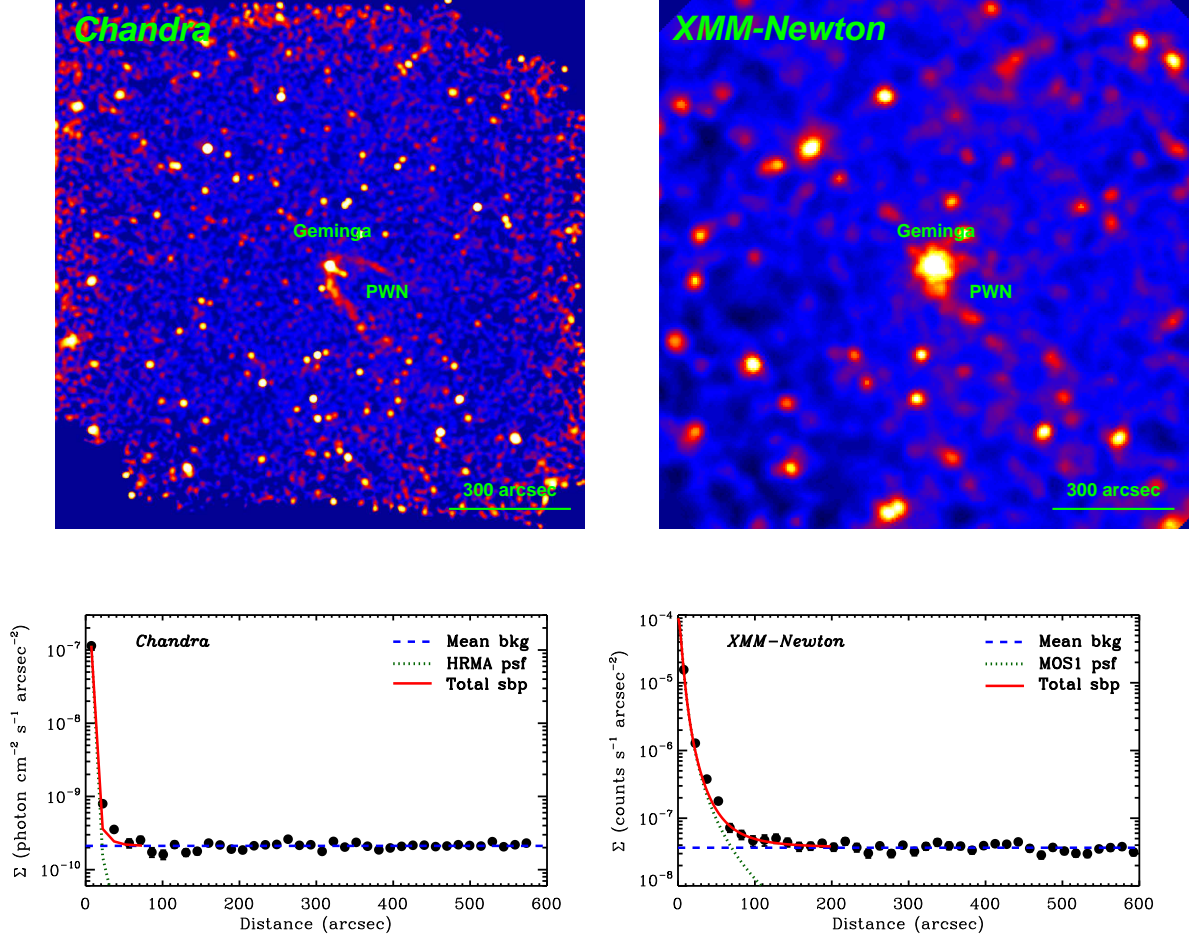 Chandra
XMM-Newton
Geminga
PWN
300 arcsec
Geminga
PWN
300 arcsec
Chandra
Mean bkg
HRMA psf
Total sbp
10⁻⁷
10⁻⁸
10⁻⁹
10⁻¹⁰
Σ (photon cm⁻² s⁻¹ arcsec⁻²)
0 100 200 300 400 500 600
Distance (arcsec)
XMM-Newton
Mean bkg
MOS1 psf
Total sbp
10⁻⁴
10⁻⁵
10⁻⁶
10⁻⁷
10⁻⁸
Σ (counts s⁻¹ arcsec⁻²)
0 100 200 300 400 500 600
Distance (arcsec)